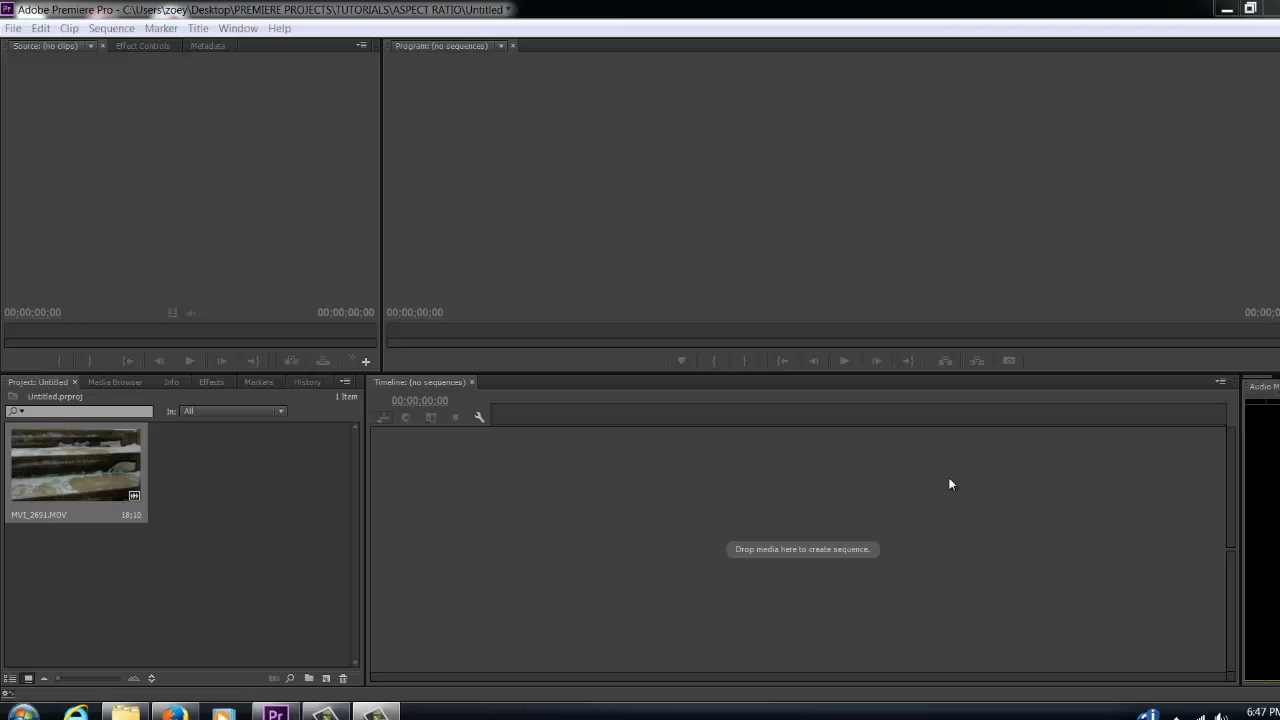 Pr Adobe Premiere Pro - C:\Users\zoey\Desktop\PREMIERE PROJECTS\TUTORIALS\ASPECT RATIO\Untitled *
File Edit Clip Sequence Marker Title Window Help
Source: (no clips) Effect Controls Metadata
Program: (no sequences)
00;00;00;00 00;00;00;00
00;00;00;00 00;00;0
Project: Untitled Media Browser Info Effects Markers History
Untitled.prproj 1 Item
In: All
MVI_2691.MOV 18;10
Timeline: (no sequences)
00;00;00;00
Drop media here to create sequence.
Audio M
Pr
6:47 PM